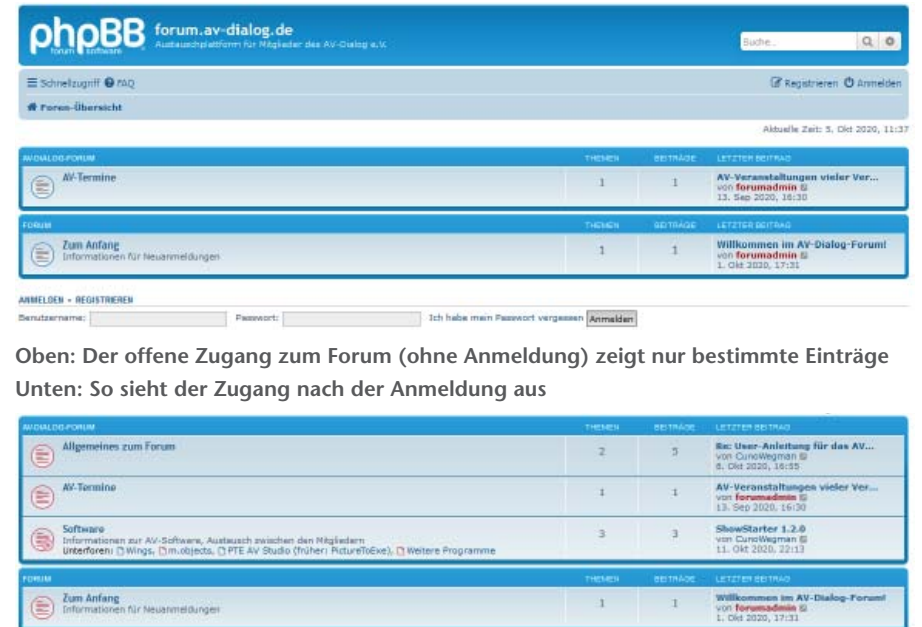 phpBB
forum software
forum.av-dialog.de
Austauschplattform für Mitglieder des AV-Dialog e.V.
Suche…
Schnellzugriff FAQ
Registrieren Anmelden
Foren-Übersicht
Aktuelle Zeit: 5. Okt 2020, 11:37
AV-DIALOG-FORUM THEMEN BEITRÄGE LETZTER BEITRAG
AV-Termine 1 1 AV-Veranstaltungen vieler Ver...
von forumadmin
13. Sep 2020, 16:30
FORUM THEMEN BEITRÄGE LETZTER BEITRAG
Zum Anfang 1 1 Willkommen im AV-Dialog-Forum!
Informationen für Neuanmeldungen von forumadmin
1. Okt 2020, 17:31
ANMELDEN • REGISTRIEREN
Benutzername: Passwort: Ich habe mein Passwort vergessen Anmelden
Oben: Der offene Zugang zum Forum (ohne Anmeldung) zeigt nur bestimmte Einträge
Unten: So sieht der Zugang nach der Anmeldung aus
AV-DIALOG-FORUM THEMEN BEITRÄGE LETZTER BEITRAG
Allgemeines zum Forum 2 5 Re: User-Anleitung für das AV...
von CunoWegman
6. Okt 2020, 16:55
AV-Termine 1 1 AV-Veranstaltungen vieler Ver...
von forumadmin
13. Sep 2020, 16:30
Software 3 3 ShowStarter 1.2.0
Informationen zur AV-Software, Austausch zwischen den Mitgliedern von CunoWegman
Unterforen: Wings, m.objects, PTE AV Studio (früher: PictureToExe), Weitere Programme 11. Okt 2020, 22:13
FORUM THEMEN BEITRÄGE LETZTER BEITRAG
Zum Anfang 1 1 Willkommen im AV-Dialog-Forum!
Informationen für Neuanmeldungen von forumadmin
1. Okt 2020, 17:31